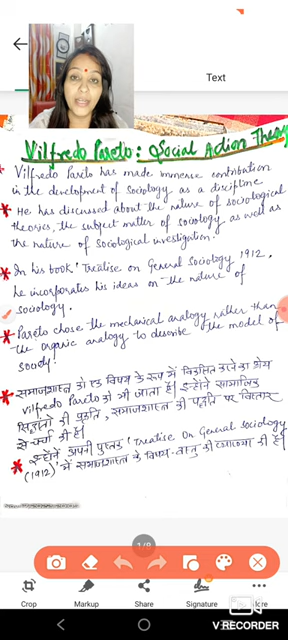 Text
Vilfredo Pareto: Social Action Theory
Vilfredo Pareto has made immense contribution
in the development of Sociology as a discipline
He has discussed about the nature of sociological
theories, the subject matter of sociology as well as
the nature of Sociological investigation.
In his book 'Treatise on General Sociology 1912,
he incorporates his ideas on the nature of
sociology.
Pareto chose the mechanical analogy rather than
the organic analogy to describe the model of
society!
समाजशास्त्र को एक विषय के रूप में विकसित करने का श्रेय
Vilfredo Pareto को भी जाता है। इन्होंने सामाजिक
सिद्धान्तों की प्रकृति, समाजशास्त्र की पद्धति पर विस्तार
से चर्चा की है।
इन्होंने अपनी पुस्तक 'Treatise On General Sociology
(1912)' में समाजशास्त्र के विषय-वस्तु की व्याख्या की है।
1/8
Crop
Markup
Share
Signature
More
V RECORDER